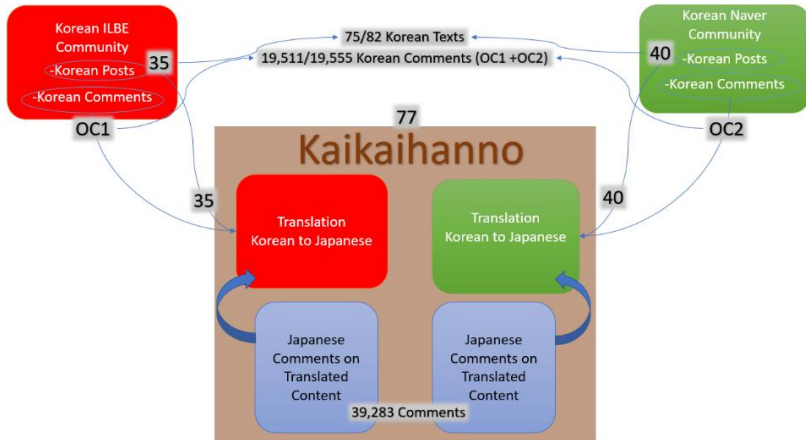 Korean ILBE
Community
-Korean Posts
-Korean Comments
35
OC1
75/82 Korean Texts
19,511/19,555 Korean Comments (OC1 +OC2)
Korean Naver
Community
-Korean Posts
-Korean Comments
40
OC2
77
Kaikaihanno
35
40
Translation
Korean to Japanese
Translation
Korean to Japanese
Japanese
Comments on
Translated
Content
Japanese
Comments on
Translated
Content
39,283 Comments